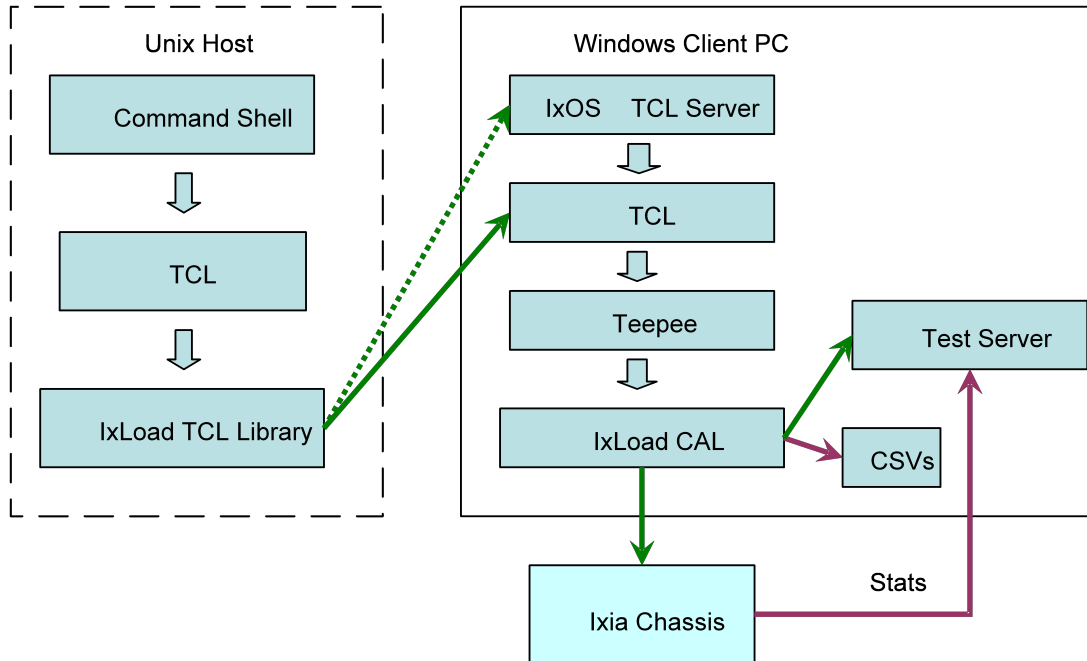 Unix Host
Command Shell
TCL
IxLoad TCL Library
Windows Client PC
IxOS TCL Server
TCL
Teepee
IxLoad CAL
Test Server
CSVs
Ixia Chassis
Stats